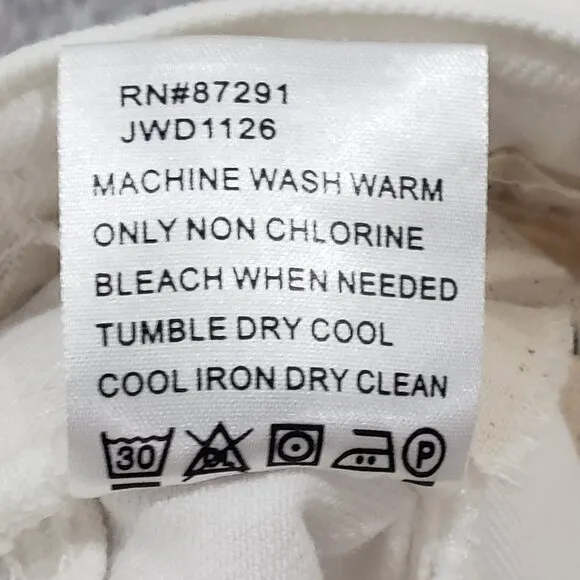 RN#87291
JWD1126
MACHINE WASH WARM
ONLY NON CHLORINE
BLEACH WHEN NEEDED
TUMBLE DRY COOL
COOL IRON DRY CLEAN
30 CL P